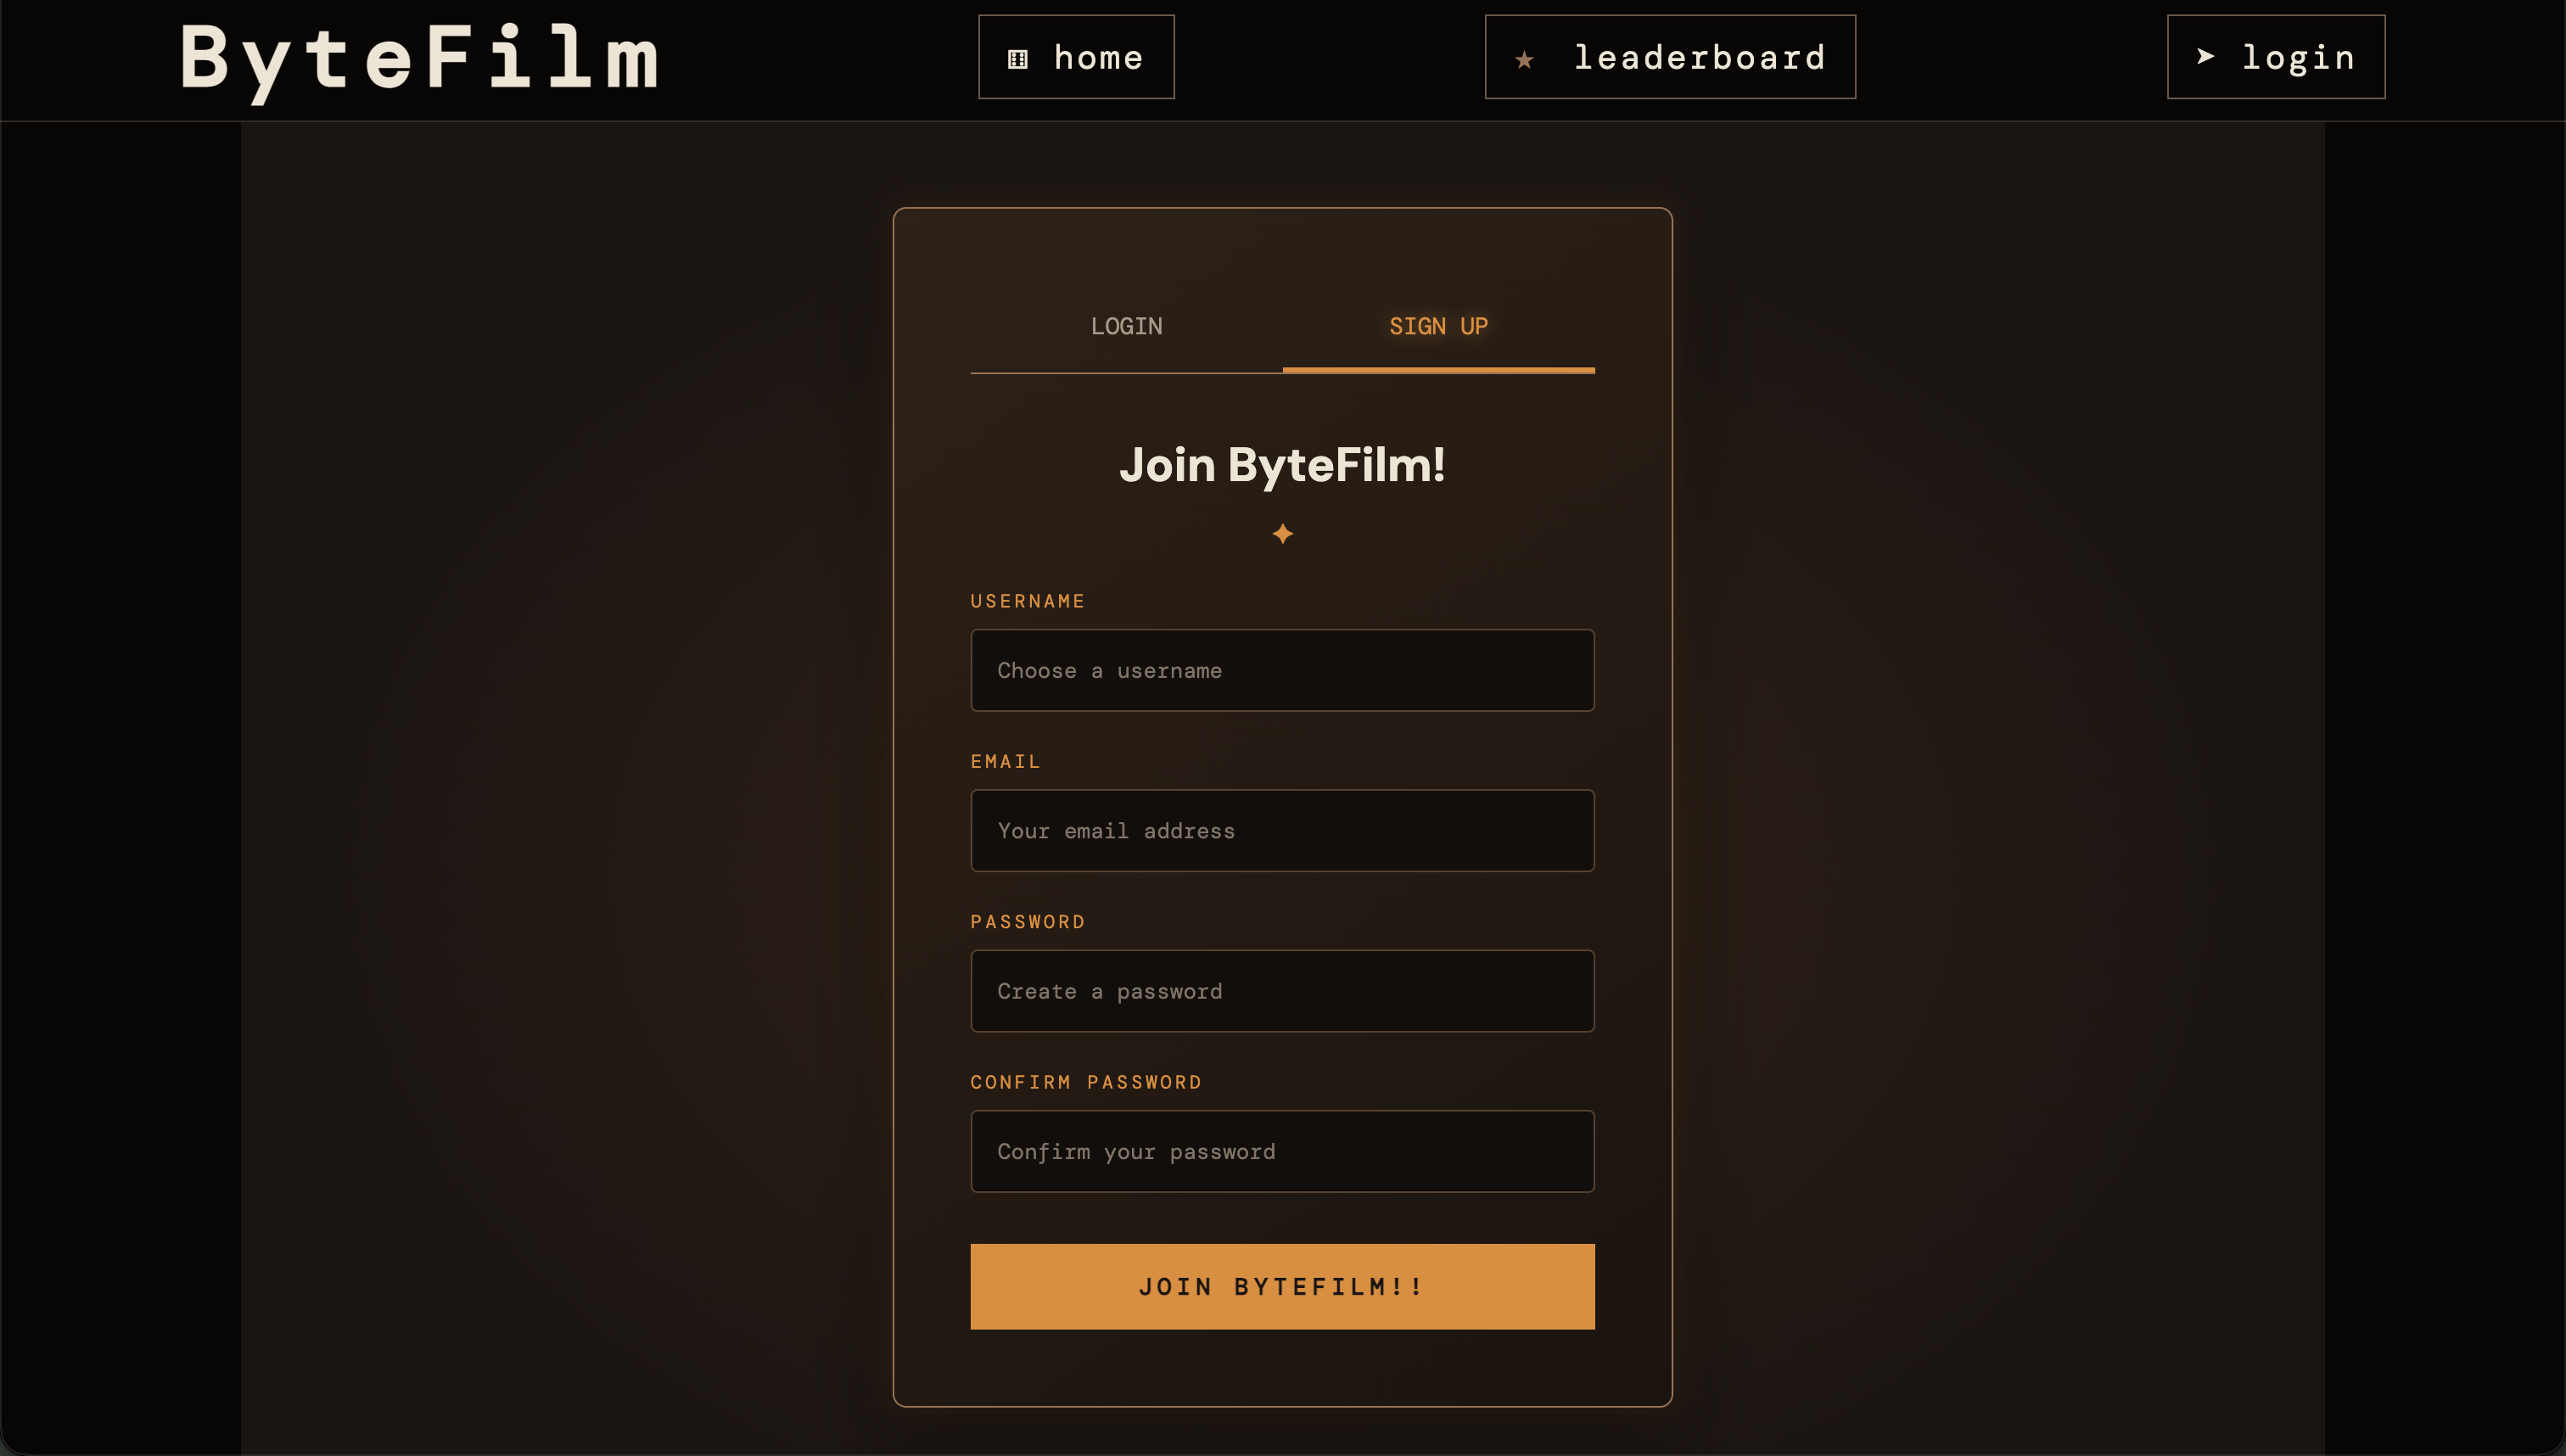 ByteFilm
⚅ home
★ leaderboard
➤ login
LOGIN
SIGN UP
Join ByteFilm!
✦
USERNAME
Choose a username
EMAIL
Your email address
PASSWORD
Create a password
CONFIRM PASSWORD
Confirm your password
JOIN BYTEFILM!!